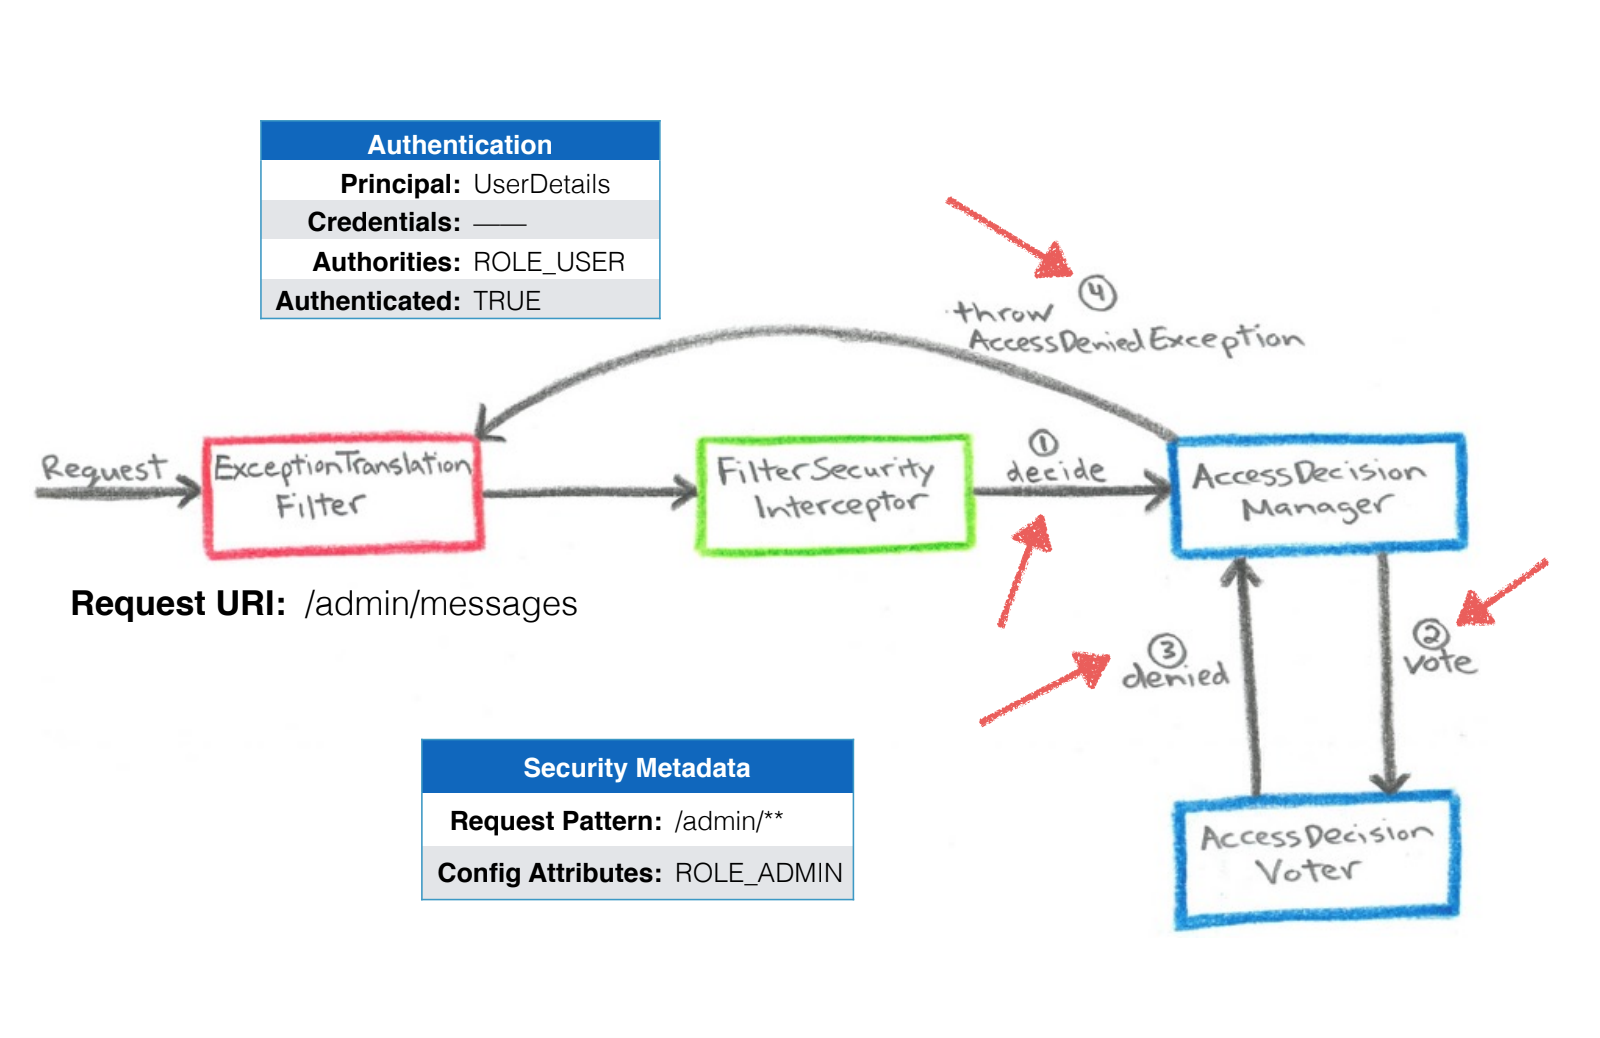 Authentication
Principal: UserDetails
Credentials: ——
Authorities: ROLE_USER
Authenticated: TRUE
④
throw
AccessDeniedException
Request
ExceptionTranslation
Filter
FilterSecurity
Interceptor
①
decide
AccessDecision
Manager
Request URI: /admin/messages
③
denied
②
vote
Security Metadata
Request Pattern: /admin/**
Config Attributes: ROLE_ADMIN
AccessDecision
Voter